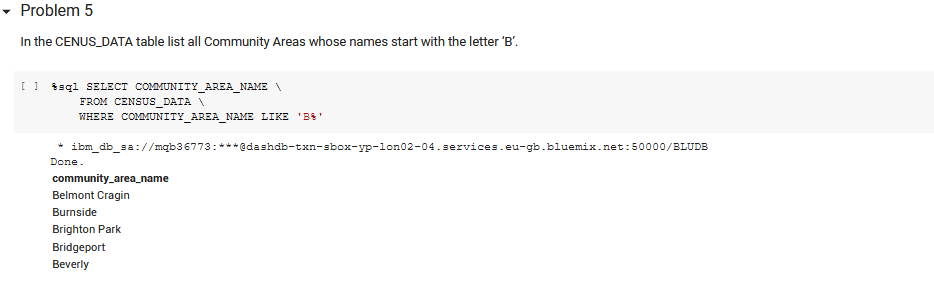 Problem 5
In the CENUS_DATA table list all Community Areas whose names start with the letter ‘B’.
[ ] %sql SELECT COMMUNITY_AREA_NAME \
FROM CENSUS_DATA \
WHERE COMMUNITY_AREA_NAME LIKE 'B%'
* ibm_db_sa://mqb36773:***@dashdb-txn-sbox-yp-lon02-04.services.eu-gb.bluemix.net:50000/BLUDB
Done.
community_area_name
Belmont Cragin
Burnside
Brighton Park
Bridgeport
Beverly